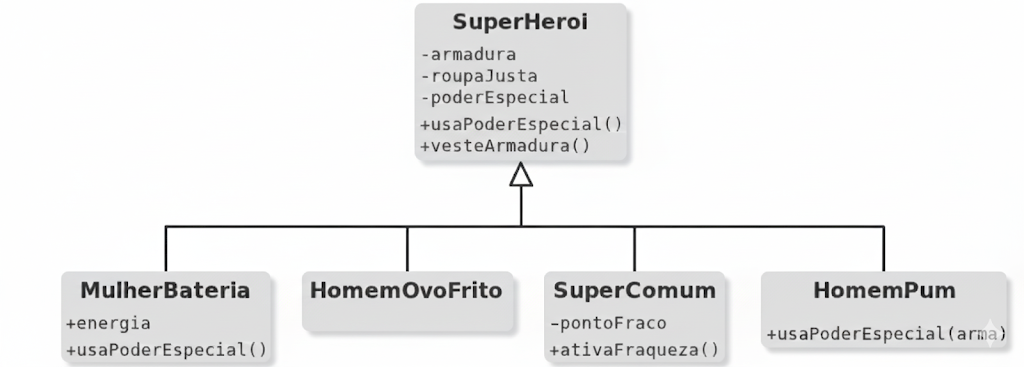 SuperHeroi
-armadura
-roupaJusta
-poderEspecial
+usaPoderEspecial()
+vesteArmadura()
MulherBateria
+energia
+usaPoderEspecial()
HomemOvoFrito
SuperComum
-pontoFraco
+ativaFraqueza()
HomemPum
+usaPoderEspecial(arma)